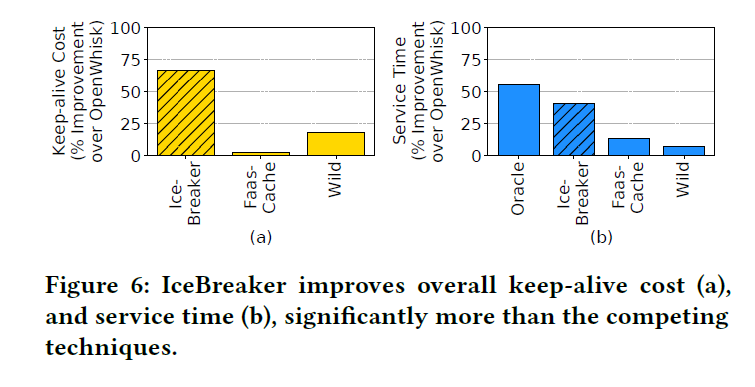 Keep-alive Cost
(% Improvement
over OpenWhisk)
100
75
50
25
0
Ice-
Breaker
Faas-
Cache
Wild
(a)
Service Time
(% Improvement
over OpenWhisk)
100
75
50
25
0
Oracle
Ice-
Breaker
Faas-
Cache
Wild
(b)
Figure 6: IceBreaker improves overall keep-alive cost (a),
and service time (b), significantly more than the competing
techniques.